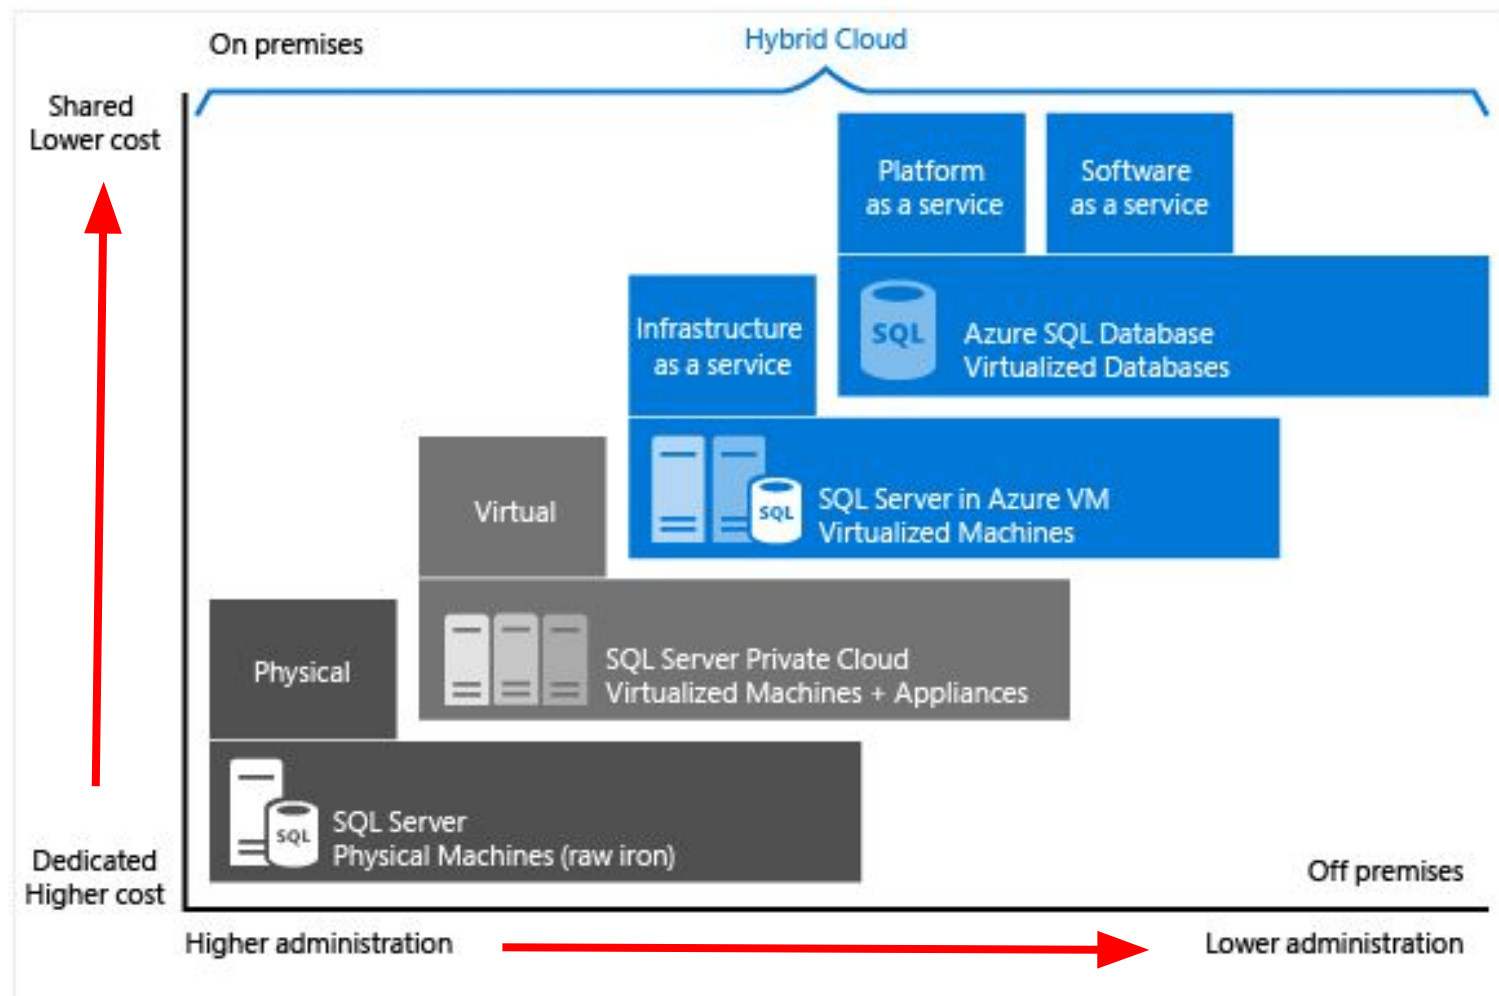 On premises
Hybrid Cloud
Shared
Lower cost
Platform
as a service
Software
as a service
Infrastructure
as a service
SQL
Azure SQL Database
Virtualized Databases
Virtual
SQL
SQL Server in Azure VM
Virtualized Machines
Physical
SQL Server Private Cloud
Virtualized Machines + Appliances
SQL
SQL Server
Physical Machines (raw iron)
Dedicated
Higher cost
Off premises
Higher administration
Lower administration